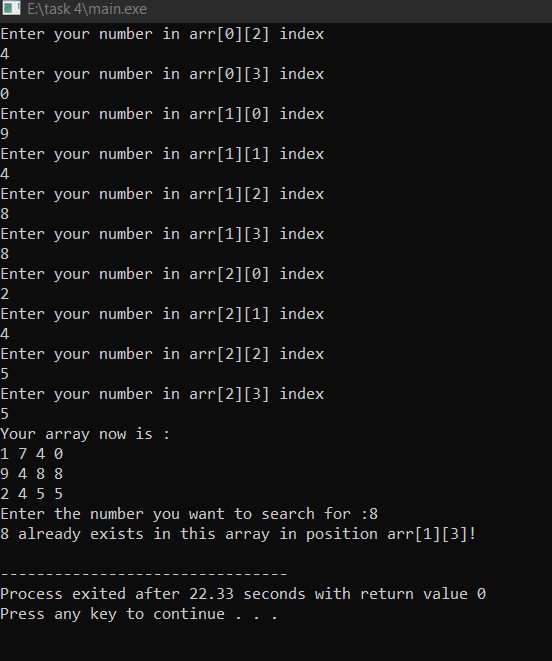 E:\task 4\main.exe
Enter your number in arr[0][2] index
4
Enter your number in arr[0][3] index
0
Enter your number in arr[1][0] index
9
Enter your number in arr[1][1] index
4
Enter your number in arr[1][2] index
8
Enter your number in arr[1][3] index
8
Enter your number in arr[2][0] index
2
Enter your number in arr[2][1] index
4
Enter your number in arr[2][2] index
5
Enter your number in arr[2][3] index
5
Your array now is :
1 7 4 0
9 4 8 8
2 4 5 5
Enter the number you want to search for :8
8 already exists in this array in position arr[1][3]!
--------------------------------
Process exited after 22.33 seconds with return value 0
Press any key to continue . . .